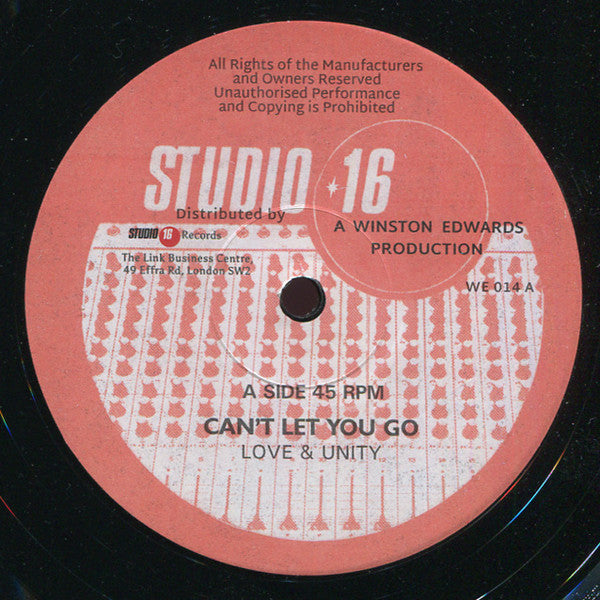 All Rights of the Manufacturers
and Owners Reserved
Unauthorised Performance
and Copying is Prohibited
STUDIO 16
Distributed by
STUDIO 16 Records
The Link Business Centre,
49 Effra Rd, London SW2
A WINSTON EDWARDS
PRODUCTION
WE 014 A
A SIDE 45 RPM
CAN'T LET YOU GO
LOVE & UNITY